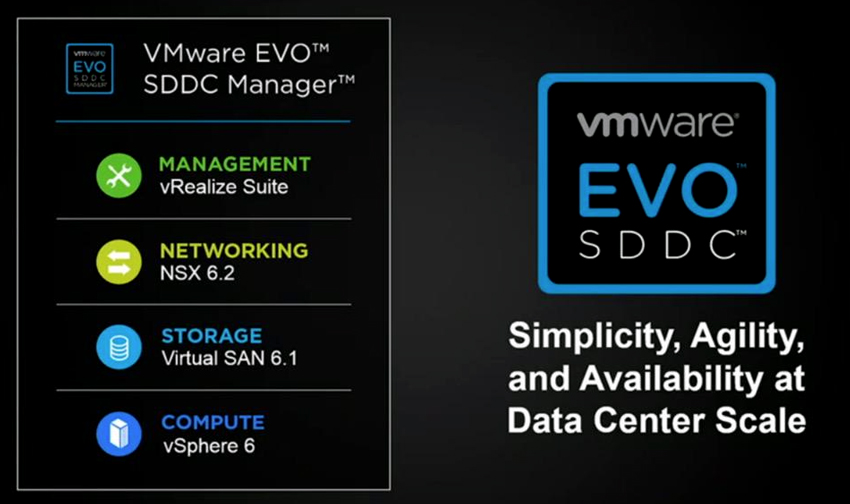 vmware
EVO
SDDC
MANAGER
VMware EVO™
SDDC Manager™
MANAGEMENT
vRealize Suite
NETWORKING
NSX 6.2
STORAGE
Virtual SAN 6.1
COMPUTE
vSphere 6
vmware®
EVO™
SDDC™
Simplicity, Agility,
and Availability at
Data Center Scale